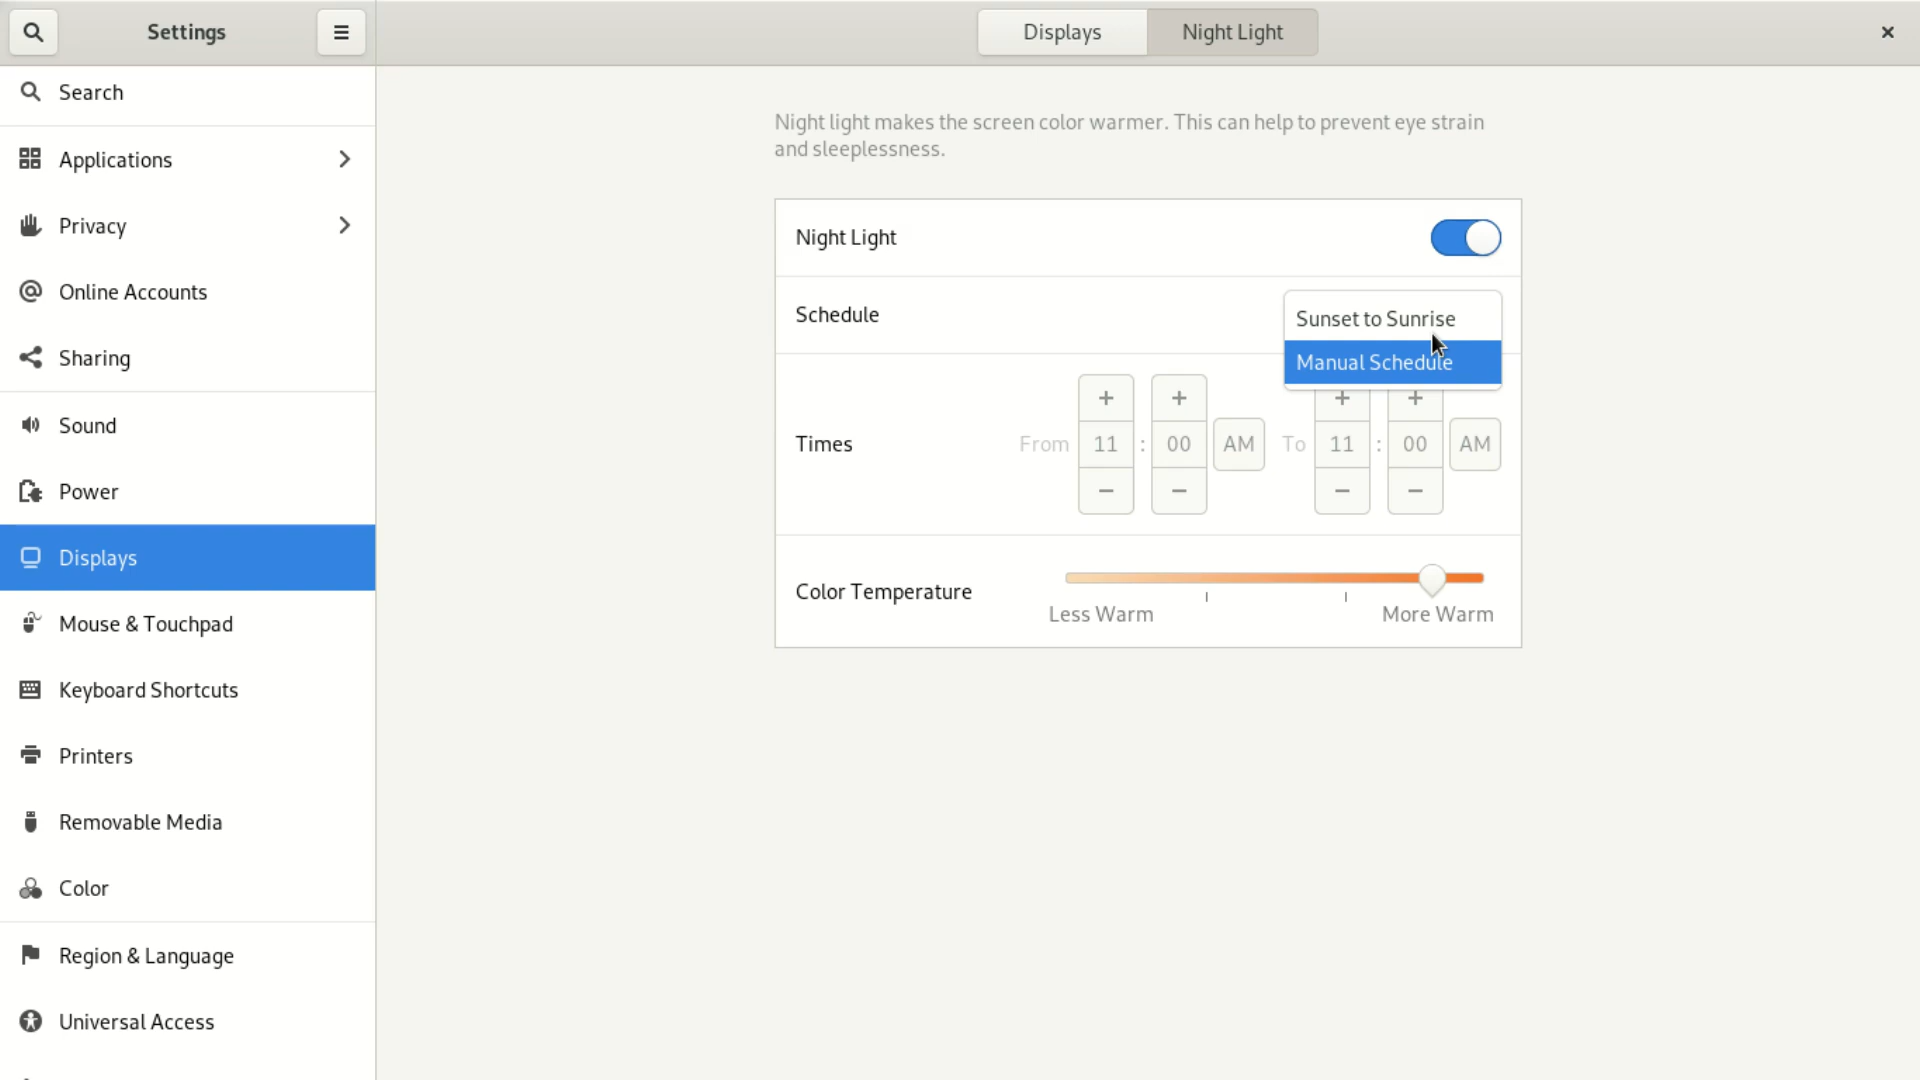 Settings
Displays
Night Light
Search
Applications
Privacy
Online Accounts
Sharing
Sound
Power
Displays
Mouse & Touchpad
Keyboard Shortcuts
Printers
Removable Media
Color
Region & Language
Universal Access
Night light makes the screen color warmer. This can help to prevent eye strain
and sleeplessness.
Night Light
Schedule
Sunset to Sunrise
Manual Schedule
Times
From 11 : 00 AM To 11 : 00 AM
Color Temperature
Less Warm
More Warm